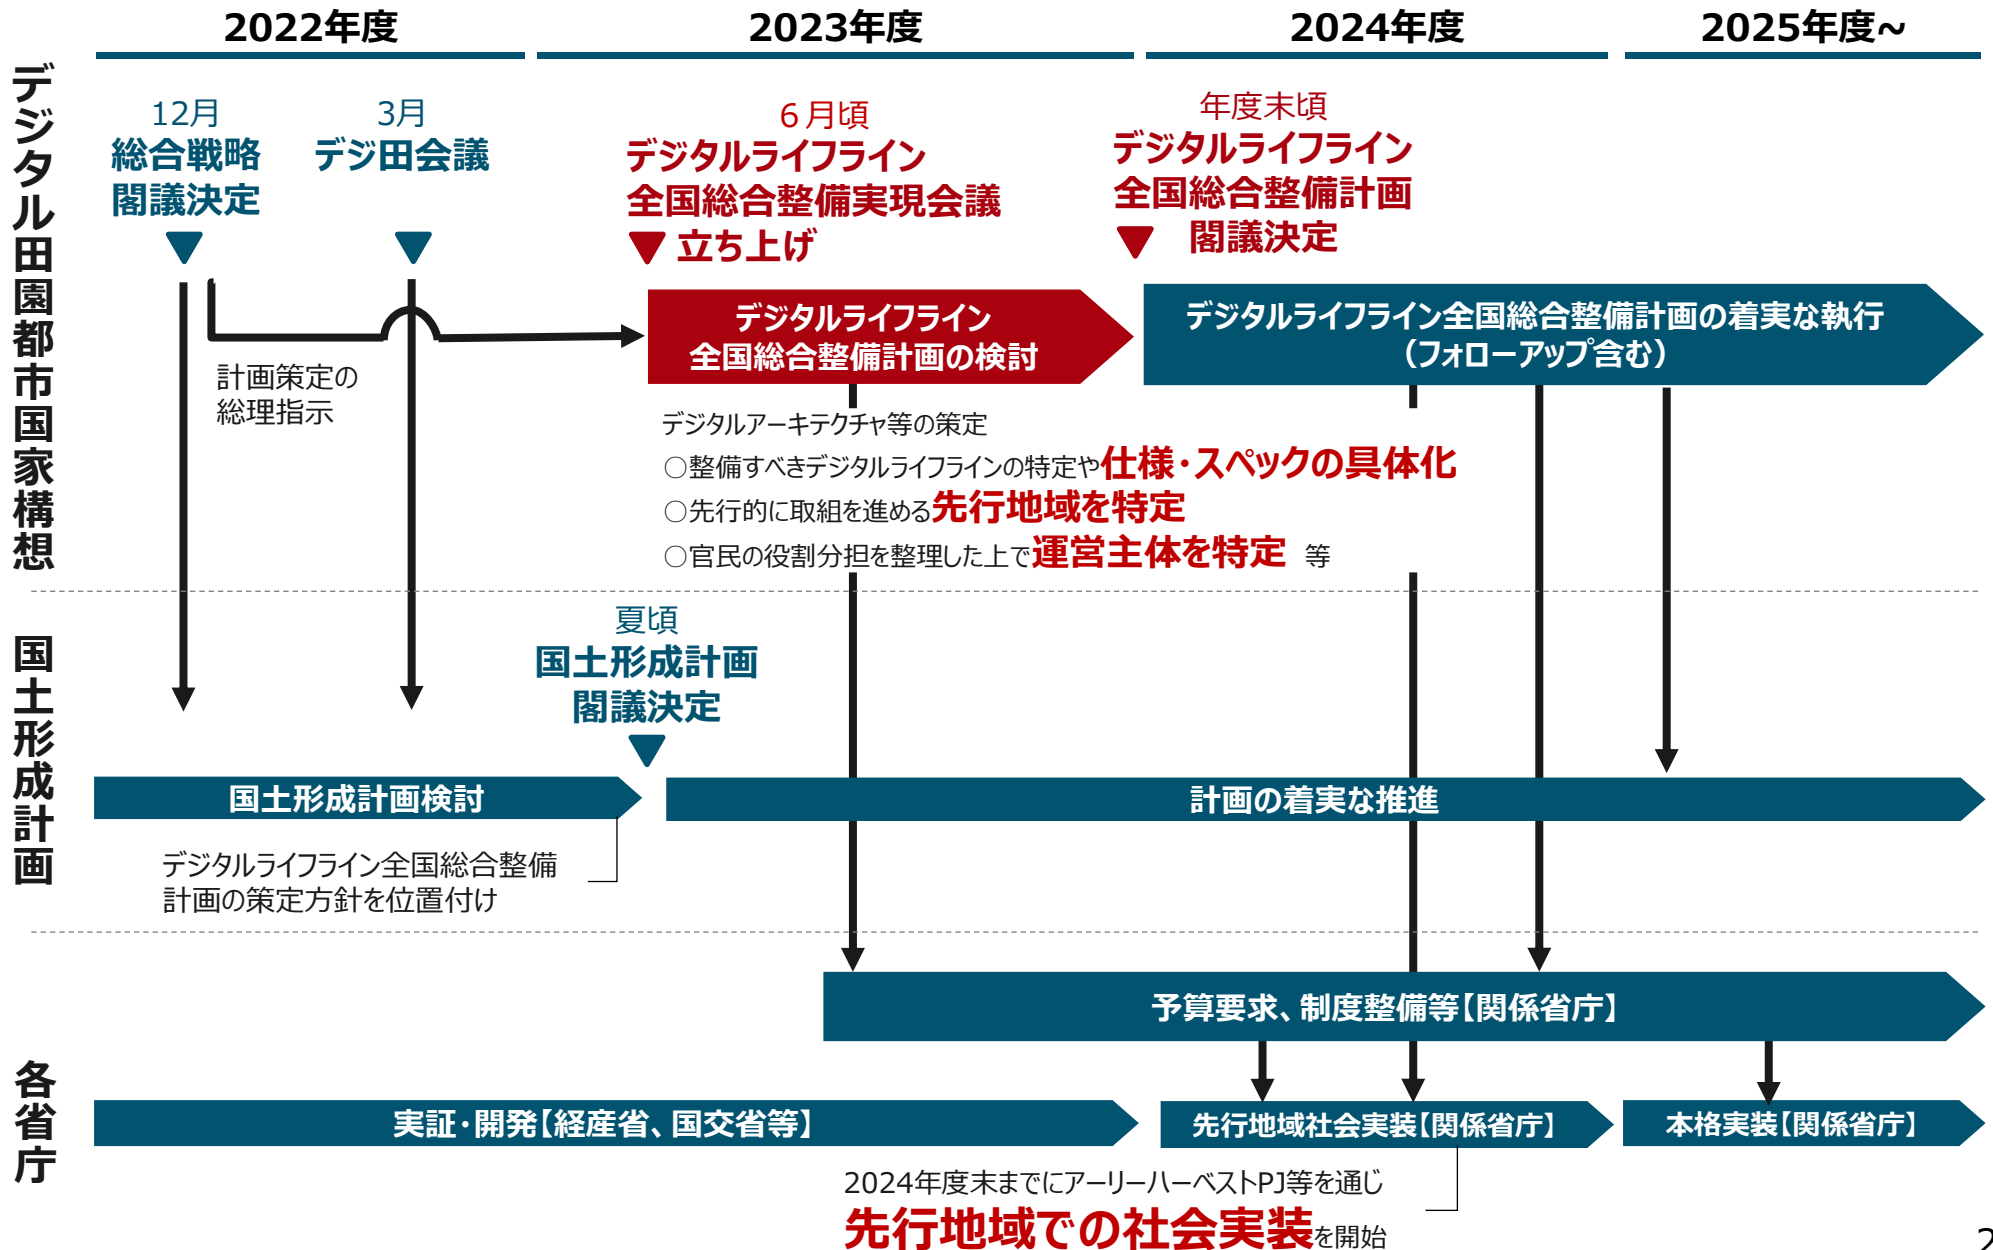 2022年度
2023年度
2024年度
2025年度~
デジタル田園都市国家構想
12月
総合戦略
閣議決定
3月
デジ田会議
６月頃
デジタルライフライン
全国総合整備実現会議
立ち上げ
年度末頃
デジタルライフライン
全国総合整備計画
閣議決定
計画策定の
総理指示
デジタルライフライン
全国総合整備計画の検討
デジタルライフライン全国総合整備計画の着実な執行
（フォローアップ含む）
デジタルアーキテクチャ等の策定
○整備すべきデジタルライフラインの特定や仕様・スペックの具体化
○先行的に取組を進める先行地域を特定
○官民の役割分担を整理した上で運営主体を特定 等
国土形成計画
夏頃
国土形成計画
閣議決定
国土形成計画検討
計画の着実な推進
デジタルライフライン全国総合整備
計画の策定方針を位置付け
各省庁
予算要求、制度整備等【関係省庁】
実証・開発【経産省、国交省等】
先行地域社会実装【関係省庁】
本格実装【関係省庁】
2024年度末までにアーリーハーベストPJ等を通じ
先行地域での社会実装を開始
2